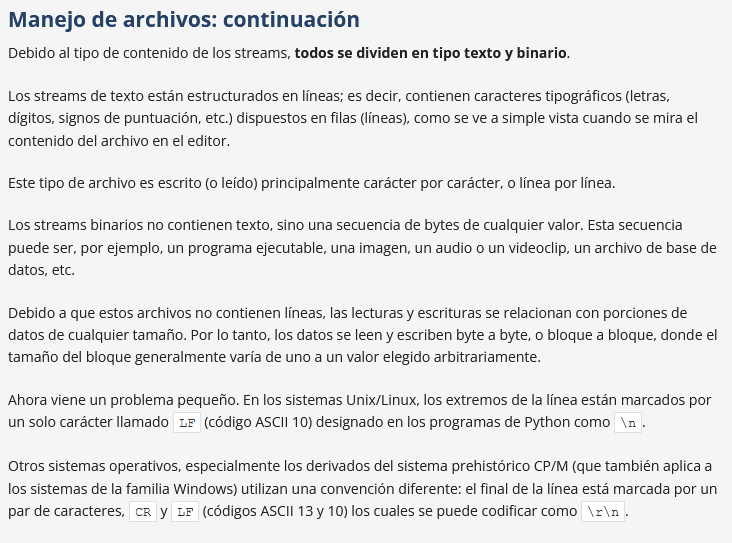 Manejo de archivos: continuación
Debido al tipo de contenido de los streams, todos se dividen en tipo texto y binario.
Los streams de texto están estructurados en líneas; es decir, contienen caracteres tipográficos (letras,
dígitos, signos de puntuación, etc.) dispuestos en filas (líneas), como se ve a simple vista cuando se mira el
contenido del archivo en el editor.
Este tipo de archivo es escrito (o leído) principalmente carácter por carácter, o línea por línea.
Los streams binarios no contienen texto, sino una secuencia de bytes de cualquier valor. Esta secuencia
puede ser, por ejemplo, un programa ejecutable, una imagen, un audio o un videoclip, un archivo de base de
datos, etc.
Debido a que estos archivos no contienen líneas, las lecturas y escrituras se relacionan con porciones de
datos de cualquier tamaño. Por lo tanto, los datos se leen y escriben byte a byte, o bloque a bloque, donde el
tamaño del bloque generalmente varía de uno a un valor elegido arbitrariamente.
Ahora viene un problema pequeño. En los sistemas Unix/Linux, los extremos de la línea están marcados por
un solo carácter llamado LF (código ASCII 10) designado en los programas de Python como \n.
Otros sistemas operativos, especialmente los derivados del sistema prehistórico CP/M (que también aplica a
los sistemas de la familia Windows) utilizan una convención diferente: el final de la línea está marcada por un
par de caracteres, CR y LF (códigos ASCII 13 y 10) los cuales se puede codificar como \r\n.